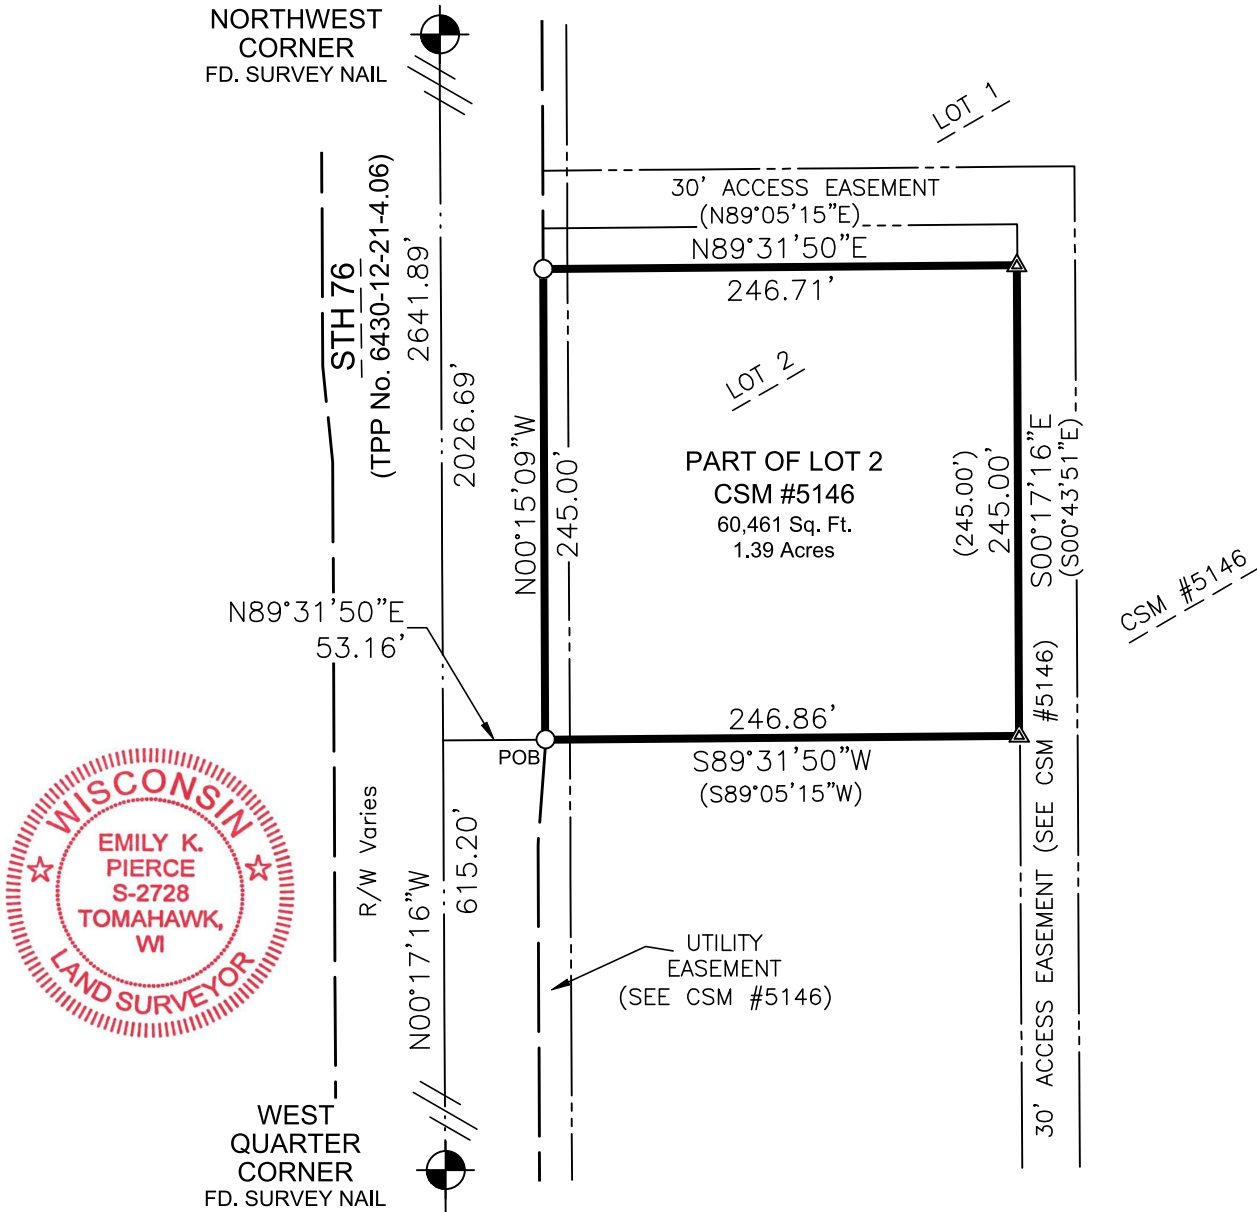 NORTHWEST
CORNER
FD. SURVEY NAIL
LOT 1
30' ACCESS EASEMENT
(N89°05'15"E)
N89°31'50"E
246.71'
STH 76
(TPP No. 6430-12-21-4.06)
2641.89'
2026.69'
N00°15'09"W
245.00'
LOT 2
PART OF LOT 2
CSM #5146
60,461 Sq. Ft.
1.39 Acres
(245.00')
245.00'
S00°17'16"E
(S00°43'51"E)
CSM #5146
N89°31'50"E
53.16'
POB
246.86'
S89°31'50"W
(S89°05'15"W)
WISCONSIN
EMILY K.
PIERCE
S-2728
TOMAHAWK,
WI
LAND SURVEYOR
R/W Varies
N00°17'16"W
615.20'
UTILITY
EASEMENT
(SEE CSM #5146)
30' ACCESS EASEMENT (SEE CSM #5146)
WEST
QUARTER
CORNER
FD. SURVEY NAIL